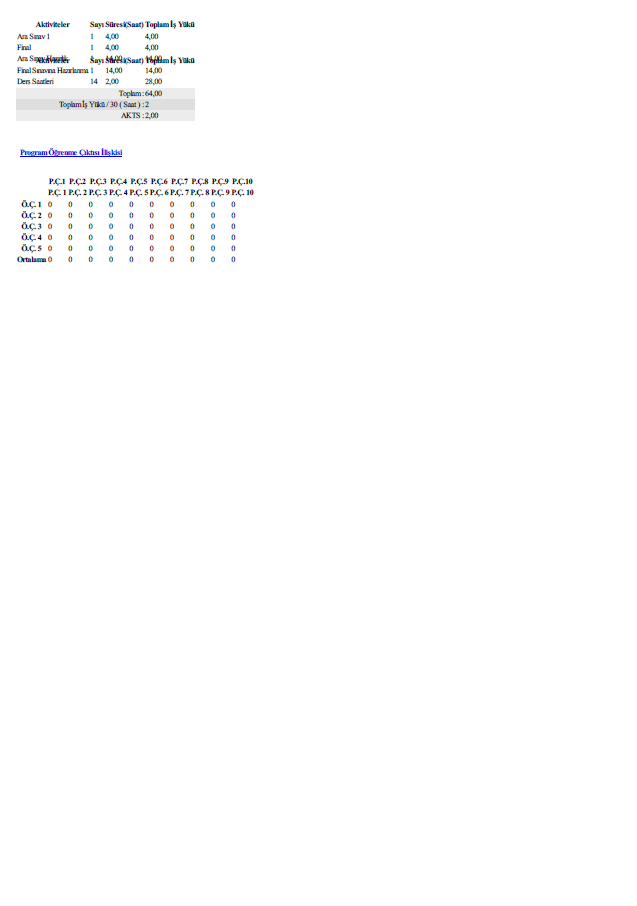 Aktiviteler Sayı Süresi(Saat) Toplam İş Yükü
Ara Sınav 1 1 4,00 4,00
Final 1 4,00 4,00
Ara Sınav Hazırlık 1 14,00 14,00
Aktiviteler Sayı Süresi(Saat) Toplam İş Yükü
Final Sınavına Hazırlanma 1 14,00 14,00
Ders Saatleri 14 2,00 28,00
Toplam : 64,00
Toplam İş Yükü / 30 ( Saat ) : 2
AKTS : 2,00
Program Öğrenme Çıktısı İlişkisi
P.Ç.1 P.Ç.2 P.Ç.3 P.Ç.4 P.Ç.5 P.Ç.6 P.Ç.7 P.Ç.8 P.Ç.9 P.Ç.10
P.Ç. 1 P.Ç. 2 P.Ç. 3 P.Ç. 4 P.Ç. 5 P.Ç. 6 P.Ç. 7 P.Ç. 8 P.Ç. 9 P.Ç. 10
Ö.Ç. 1 0 0 0 0 0 0 0 0 0 0
Ö.Ç. 2 0 0 0 0 0 0 0 0 0 0
Ö.Ç. 3 0 0 0 0 0 0 0 0 0 0
Ö.Ç. 4 0 0 0 0 0 0 0 0 0 0
Ö.Ç. 5 0 0 0 0 0 0 0 0 0 0
Ortalama 0 0 0 0 0 0 0 0 0 0